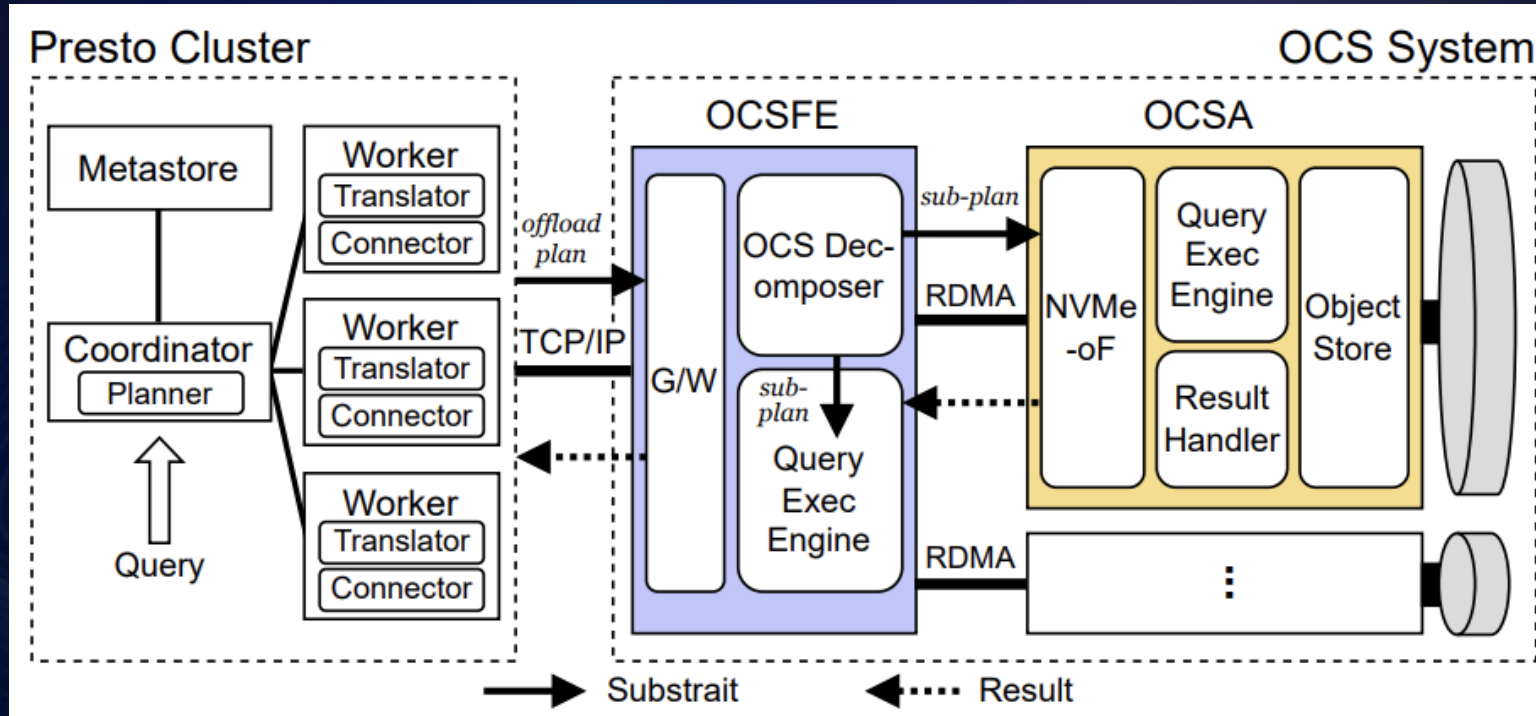 Presto Cluster
OCS System
Metastore
Coordinator
Planner
Query
Worker
Translator
Connector
Worker
Translator
Connector
Worker
Translator
Connector
offload
plan
TCP/IP
OCSFE
G/W
OCS Dec-
omposer
sub-
plan
Query
Exec
Engine
sub-plan
RDMA
RDMA
OCSA
NVMe
-oF
Query
Exec
Engine
Result
Handler
Object
Store
⋮
Substrait
Result